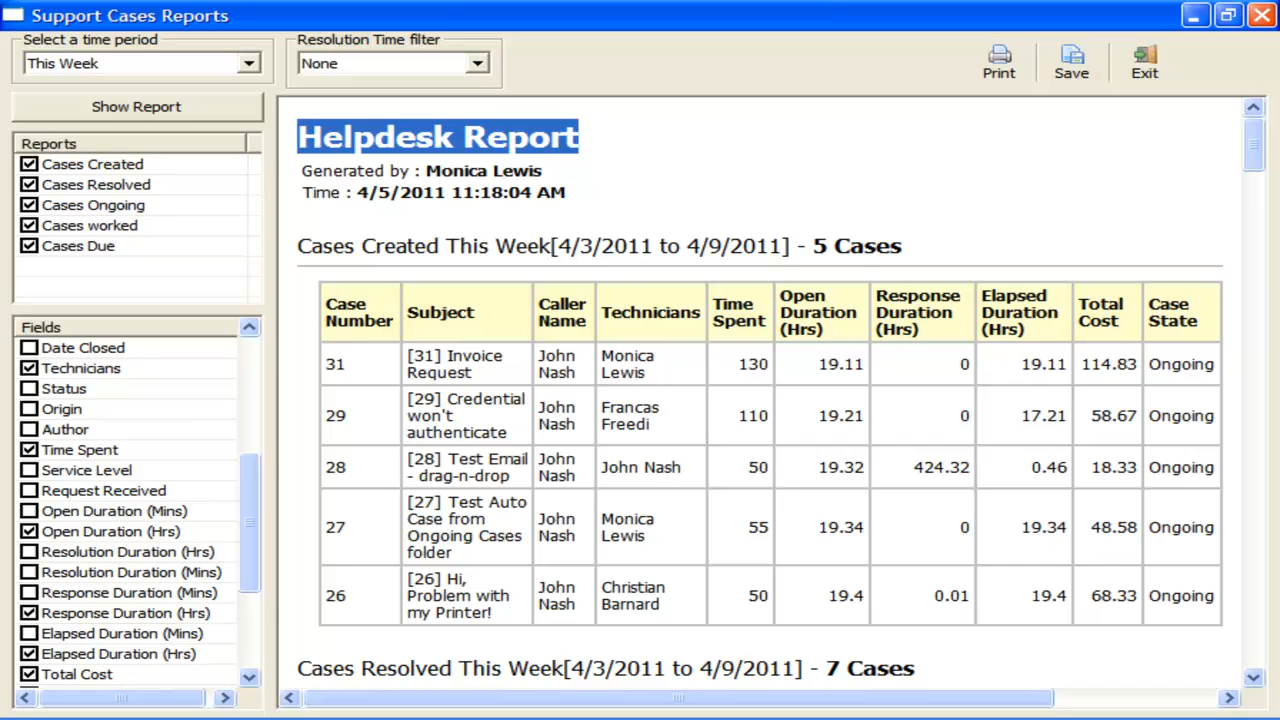 Support Cases Reports
Select a time period
This Week
Resolution Time filter
None
Print
Save
Exit
Show Report
Reports
Cases Created
Cases Resolved
Cases Ongoing
Cases worked
Cases Due
Fields
Date Closed
Technicians
Status
Origin
Author
Time Spent
Service Level
Request Received
Open Duration (Mins)
Open Duration (Hrs)
Resolution Duration (Hrs)
Resolution Duration (Mins)
Response Duration (Mins)
Response Duration (Hrs)
Elapsed Duration (Mins)
Elapsed Duration (Hrs)
Total Cost
Helpdesk Report
Generated by : Monica Lewis
Time : 4/5/2011 11:18:04 AM
Cases Created This Week[4/3/2011 to 4/9/2011] - 5 Cases
Case Number Subject Caller Name Technicians Time Spent Open Duration (Hrs) Response Duration (Hrs) Elapsed Duration (Hrs) Total Cost Case State
31 [31] Invoice Request John Nash Monica Lewis 130 19.11 0 19.11 114.83 Ongoing
29 [29] Credential won't authenticate John Nash Francas Freedi 110 19.21 0 17.21 58.67 Ongoing
28 [28] Test Email - drag-n-drop John Nash John Nash 50 19.32 424.32 0.46 18.33 Ongoing
27 [27] Test Auto Case from Ongoing Cases folder John Nash Monica Lewis 55 19.34 0 19.34 48.58 Ongoing
26 [26] Hi, Problem with my Printer! John Nash Christian Barnard 50 19.4 0.01 19.4 68.33 Ongoing
Cases Resolved This Week[4/3/2011 to 4/9/2011] - 7 Cases